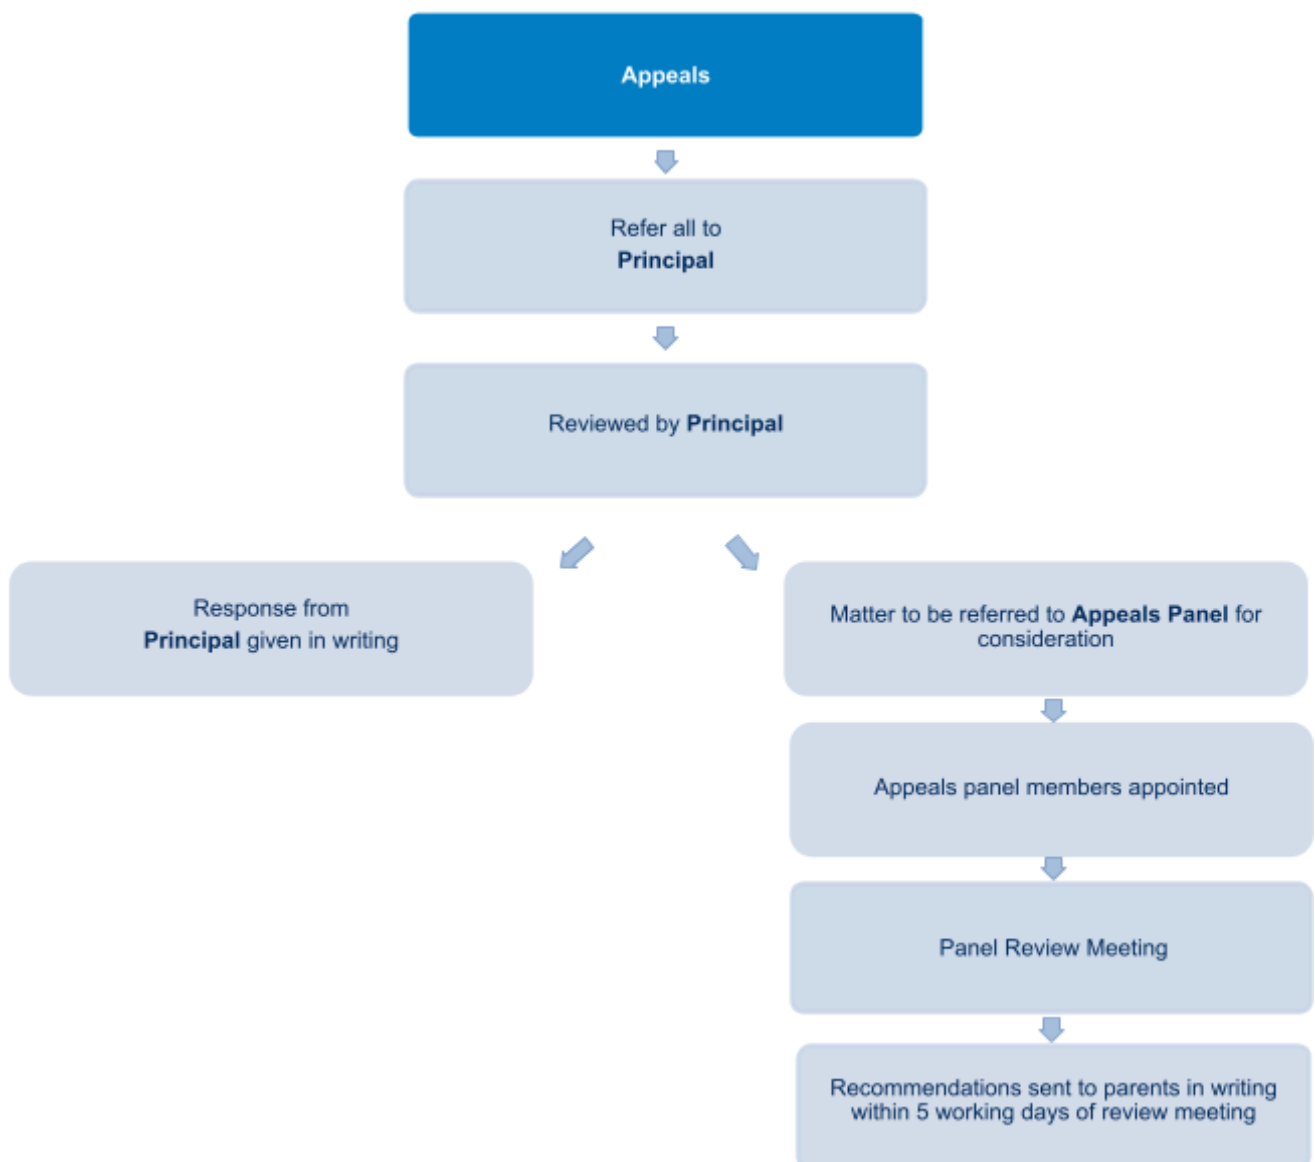 Appeals
Refer all to
Principal
Reviewed by Principal
Response from
Principal given in writing
Matter to be referred to Appeals Panel for
consideration
Appeals panel members appointed
Panel Review Meeting
Recommendations sent to parents in writing
within 5 working days of review meeting